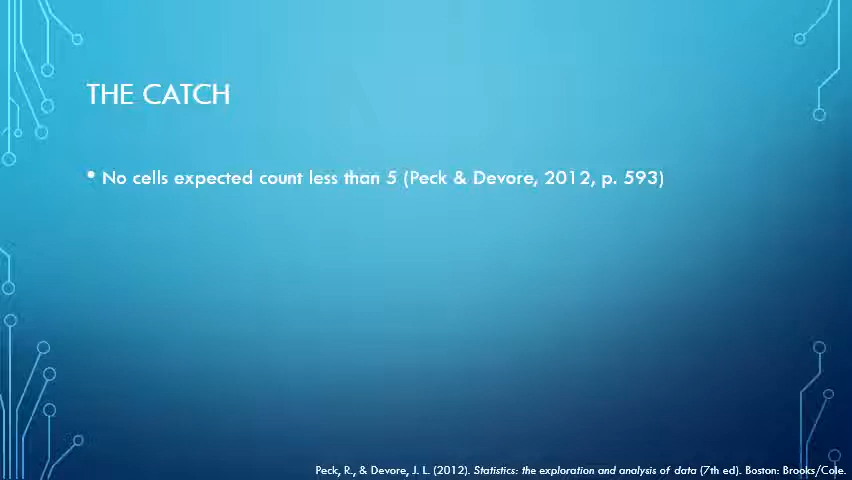 THE CATCH
• No cells expected count less than 5 (Peck & Devore, 2012, p. 593)
Peck, R., & Devore, J. L. (2012). Statistics: the exploration and analysis of data (7th ed). Boston: Brooks/Cole.